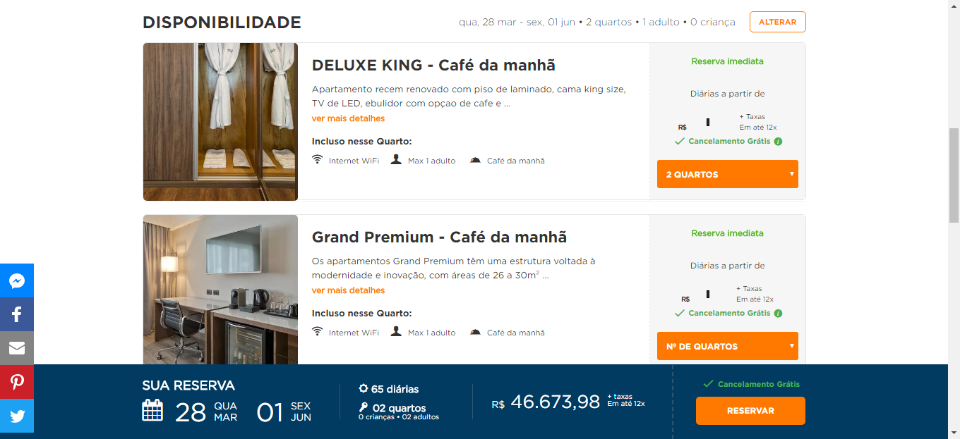 DISPONIBILIDADE
qua, 28 mar - sex, 01 jun • 2 quartos • 1 adulto • 0 criança
ALTERAR
DELUXE KING - Café da manhã
Apartamento recem renovado com piso de laminado, cama king size,
TV de LED, ebulidor com opçao de cafe e ...
ver mais detalhes
Incluso nesse Quarto:
Internet WiFi
Max 1 adulto
Café da manhã
Reserva imediata
Diárias a partir de
R$
+ Taxas
Em até 12x
Cancelamento Grátis
2 QUARTOS
Grand Premium - Café da manhã
Os apartamentos Grand Premium têm uma estrutura voltada à
modernidade e inovação, com áreas de 26 a 30m² ...
ver mais detalhes
Incluso nesse Quarto:
Internet WiFi
Max 1 adulto
Café da manhã
Reserva imediata
Diárias a partir de
R$
+ Taxas
Em até 12x
Cancelamento Grátis
Nº DE QUARTOS
SUA RESERVA
28 QUA MAR 01 SEX JUN
65 diárias
02 quartos
0 crianças • 02 adultos
R$ 46.673,98 + taxas
Em até 12x
Cancelamento Grátis
RESERVAR